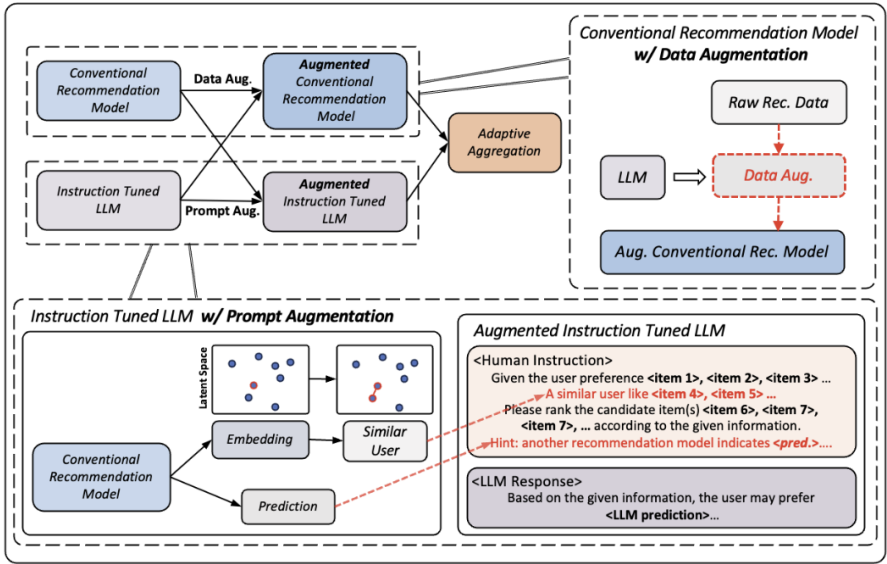 Conventional
Recommendation
Model
Data Aug.
Augmented
Conventional
Recommendation
Model
Instruction Tuned
LLM
Prompt Aug.
Augmented
Instruction Tuned
LLM
Adaptive
Aggregation
Conventional Recommendation Model
w/ Data Augmentation
Raw Rec. Data
LLM
Data Aug.
Aug. Conventional Rec. Model
Instruction Tuned LLM w/ Prompt Augmentation
Latent Space
Embedding
Similar
User
Conventional
Recommendation
Model
Prediction
Augmented Instruction Tuned LLM
<Human Instruction>
Given the user preference <item 1>, <item 2>, <item 3> ...
A similar user like <item 4>, <item 5> ...
Please rank the candidate item(s) <item 6>, <item 7>,
<item 7>, ... according to the given information.
Hint: another recommendation model indicates <pred.>....
<LLM Response>
Based on the given information, the user may prefer
<LLM prediction>...